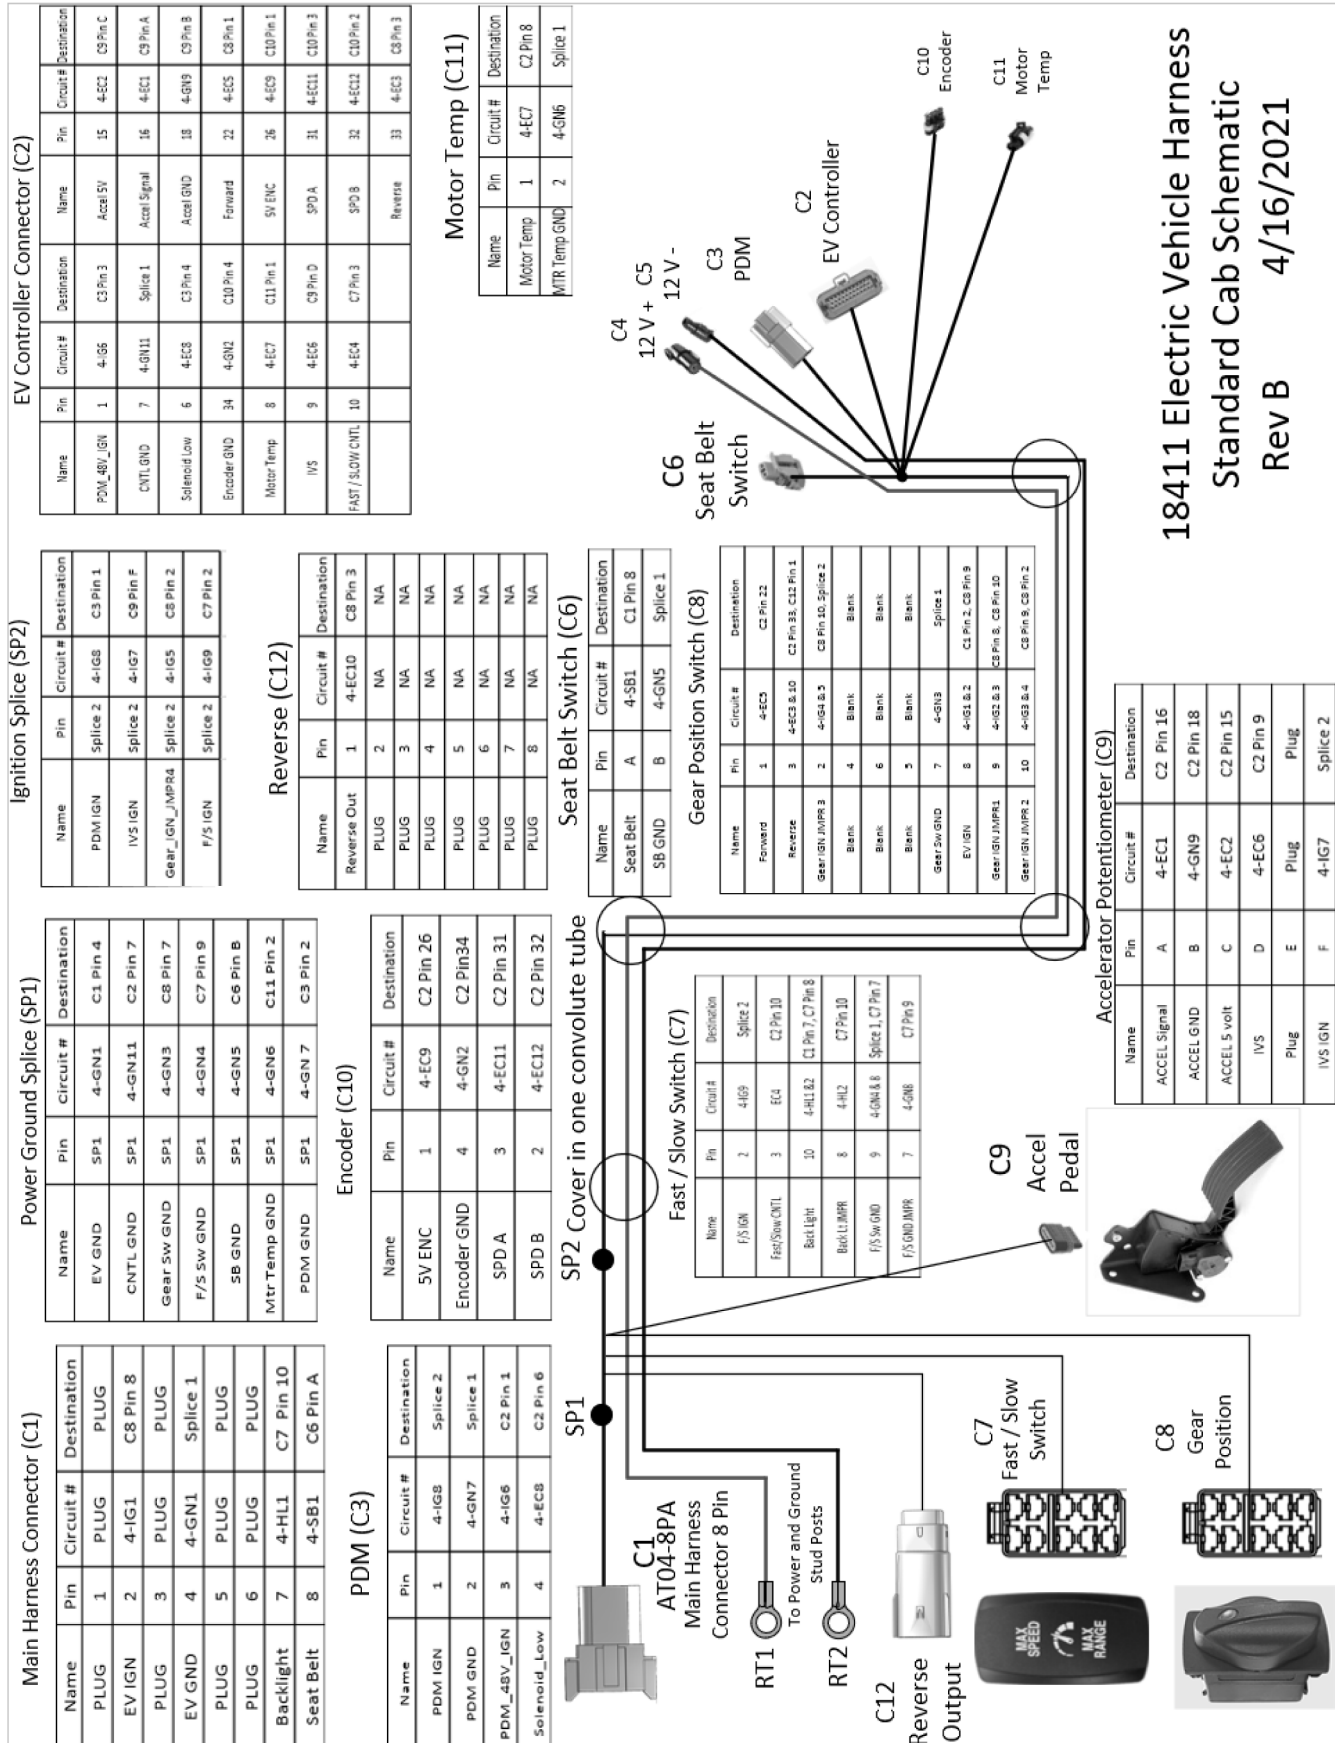 Main Harness Connector (C1)
Name Pin Circuit # Destination
PLUG 1 PLUG PLUG
EV IGN 2 4-IG1 C8 Pin 8
PLUG 3 PLUG PLUG
EV GND 4 4-GN1 Splice 1
PLUG 5 PLUG PLUG
PLUG 6 PLUG PLUG
Backlight 7 4-HL1 C7 Pin 10
Seat Belt 8 4-SB1 C6 Pin A
Power Ground Splice (SP1)
Name Pin Circuit # Destination
EV GND SP1 4-GN1 C1 Pin 4
CNTL GND SP1 4-GN11 C2 Pin 7
Gear Sw GND SP1 4-GN3 C8 Pin 7
F/S Sw GND SP1 4-GN4 C7 Pin 9
SB GND SP1 4-GN5 C6 Pin B
Mtr Temp GND SP1 4-GN6 C11 Pin 2
PDM GND SP1 4-GN 7 C3 Pin 2
Ignition Splice (SP2)
Name Pin Circuit # Destination
PDM IGN Splice 2 4-IG8 C3 Pin 1
IVS IGN Splice 2 4-IG7 C9 Pin F
Gear_IGN_JMPR4 Splice 2 4-IG5 C8 Pin 2
F/S IGN Splice 2 4-IG9 C7 Pin 2
EV Controller Connector (C2)
Name Pin Circuit # Destination Name Pin Circuit # Destination
PDM_48V_IGN 1 4-IG6 C3 Pin 3 Accel 5V 15 4-EC2 C9 Pin C
CNTL GND 7 4-GN11 Splice 1 Accel Signal 16 4-EC1 C9 Pin A
Solenoid Low 6 4-EC8 C3 Pin 4 Accel GND 18 4-GN9 C9 Pin B
Encoder GND 34 4-GN2 C10 Pin 4 Forward 22 4-EC5 C8 Pin 1
Motor Temp 8 4-EC7 C11 Pin 1 5V ENC 26 4-EC9 C10 Pin 1
IVS 9 4-EC6 C9 Pin D SPD A 31 4-EC11 C10 Pin 3
FAST / SLOW CNTL 10 4-EC4 C7 Pin 3 SPD B 32 4-EC12 C10 Pin 2
Reverse 33 4-EC3 C8 Pin 3
PDM (C3)
Name Pin Circuit # Destination
PDM IGN 1 4-IG8 Splice 2
PDM GND 2 4-GN7 Splice 1
PDM_48V_IGN 3 4-IG6 C2 Pin 1
Solenoid_Low 4 4-EC8 C2 Pin 6
Encoder (C10)
Name Pin Circuit # Destination
5V ENC 1 4-EC9 C2 Pin 26
Encoder GND 4 4-GN2 C2 Pin34
SPD A 3 4-EC11 C2 Pin 31
SPD B 2 4-EC12 C2 Pin 32
Reverse (C12)
Name Pin Circuit # Destination
Reverse Out 1 4-EC10 C8 Pin 3
PLUG 2 NA NA
PLUG 3 NA NA
PLUG 4 NA NA
PLUG 5 NA NA
PLUG 6 NA NA
PLUG 7 NA NA
PLUG 8 NA NA
Motor Temp (C11)
Name Pin Circuit # Destination
Motor Temp 1 4-EC7 C2 Pin 8
MTR Temp GND 2 4-GN6 Splice 1
Seat Belt Switch (C6)
Name Pin Circuit # Destination
Seat Belt A 4-SB1 C1 Pin 8
SB GND B 4-GN5 Splice 1
Gear Position Switch (C8)
Name Pin Circuit # Destination
Forward 1 4-EC5 C2 Pin 22
Reverse 3 4-EC3 & 10 C2 Pin 33, C12 Pin 1
Gear IGN JMPR 3 2 4-IG4 & 5 C8 Pin 10, Splice 2
Blank 4 Blank Blank
Blank 6 Blank Blank
Blank 5 Blank Blank
Gear Sw GND 7 4-GN3 Splice 1
EV IGN 8 4-IG1 & 2 C1 Pin 2, C8 Pin 9
Gear IGN JMPR1 9 4-IG2 & 3 C8 Pin 8, C8 Pin 10
Gear IGN JMPR 2 10 4-IG3 & 4 C8 Pin 9, C8 Pin 2
Fast / Slow Switch (C7)
Name Pin Circuit # Destination
F/S IGN 2 4-IG9 Splice 2
Fast/Slow CNTL 3 EC4 C2 Pin 10
Back Light 10 4-HL1 & 2 C1 Pin 7, C7 Pin 8
Back Lt JMPR 8 4-HL2 C7 Pin 10
F/S Sw GND 9 4-GN4 & 8 Splice 1, C7 Pin 7
F/S GND JMPR 7 4-GN8 C7 Pin 9
Accelerator Potentiometer (C9)
Name Pin Circuit # Destination
ACCEL Signal A 4-EC1 C2 Pin 16
ACCEL GND B 4-GN9 C2 Pin 18
ACCEL 5 volt C 4-EC2 C2 Pin 15
IVS D 4-EC6 C2 Pin 9
Plug E Plug Plug
IVS IGN F 4-IG7 Splice 2
SP1
SP2 Cover in one convolute tube
C1
AT04-8PA
Main Harness
Connector 8 Pin
RT1
To Power and Ground
Stud Posts
RT2
C12
Reverse
Output
C7
Fast / Slow
Switch
C8
Gear
Position
MAX
SPEED
MAX
RANGE
C9
Accel
Pedal
C6
Seat Belt
Switch
C4
12 V +
C5
12 V -
C3
PDM
C2
EV Controller
C10
Encoder
C11
Motor
Temp
18411 Electric Vehicle Harness
Standard Cab Schematic
Rev B 4/16/2021